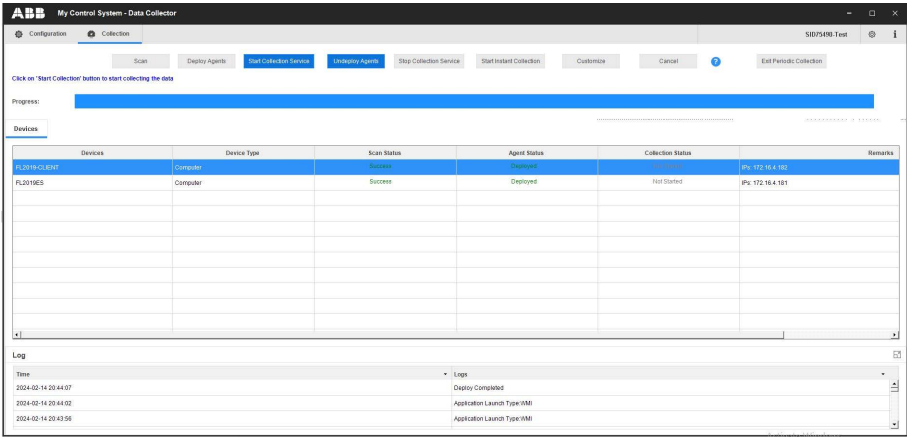 ABB My Control System - Data Collector
Configuration Collection SID75490-Test
Scan Deploy Agents Start Collection Service Undeploy Agents Stop Collection Service Start Instant Collection Customize Cancel ? Exit Periodic Collection
Click on 'Start Collection' button to start collecting the data
Progress:
Devices
Devices Device Type Scan Status Agent Status Collection Status Remarks
FL2019-CLIENT Computer Success Deployed IPs: 172.16.4.182
FL2019ES Computer Success Deployed Not Started IPs: 172.16.4.181
Log
Time Logs
2024-02-14 20:44:07 Deploy Completed
2024-02-14 20:44:02 Application Launch Type:WMI
2024-02-14 20:43:56 Application Launch Type:WMI